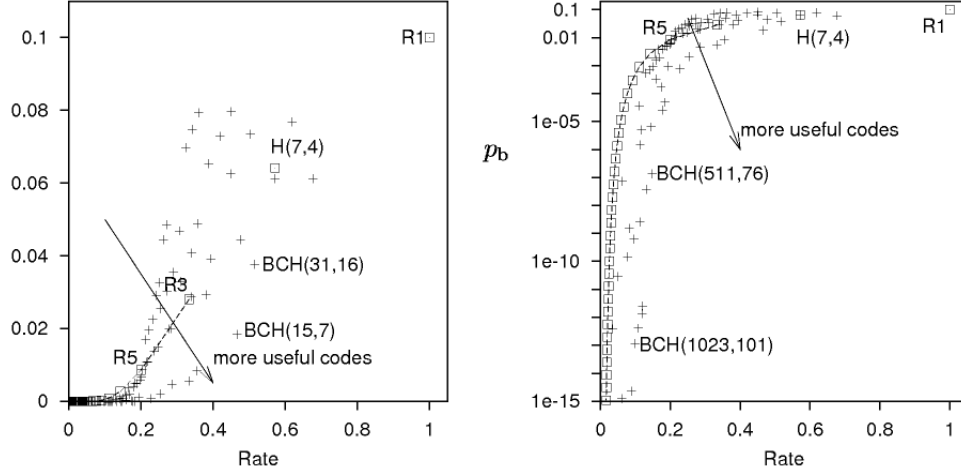 0.1
0.08
0.06
0.04
0.02
0
R1
H(7,4)
BCH(31,16)
R3
BCH(15,7)
R5
more useful codes
0 0.2 0.4 0.6 0.8 1
Rate
p_b
0.1
0.01
1e-05
1e-10
1e-15
R5
H(7,4)
R1
more useful codes
BCH(511,76)
BCH(1023,101)
0 0.2 0.4 0.6 0.8 1
Rate